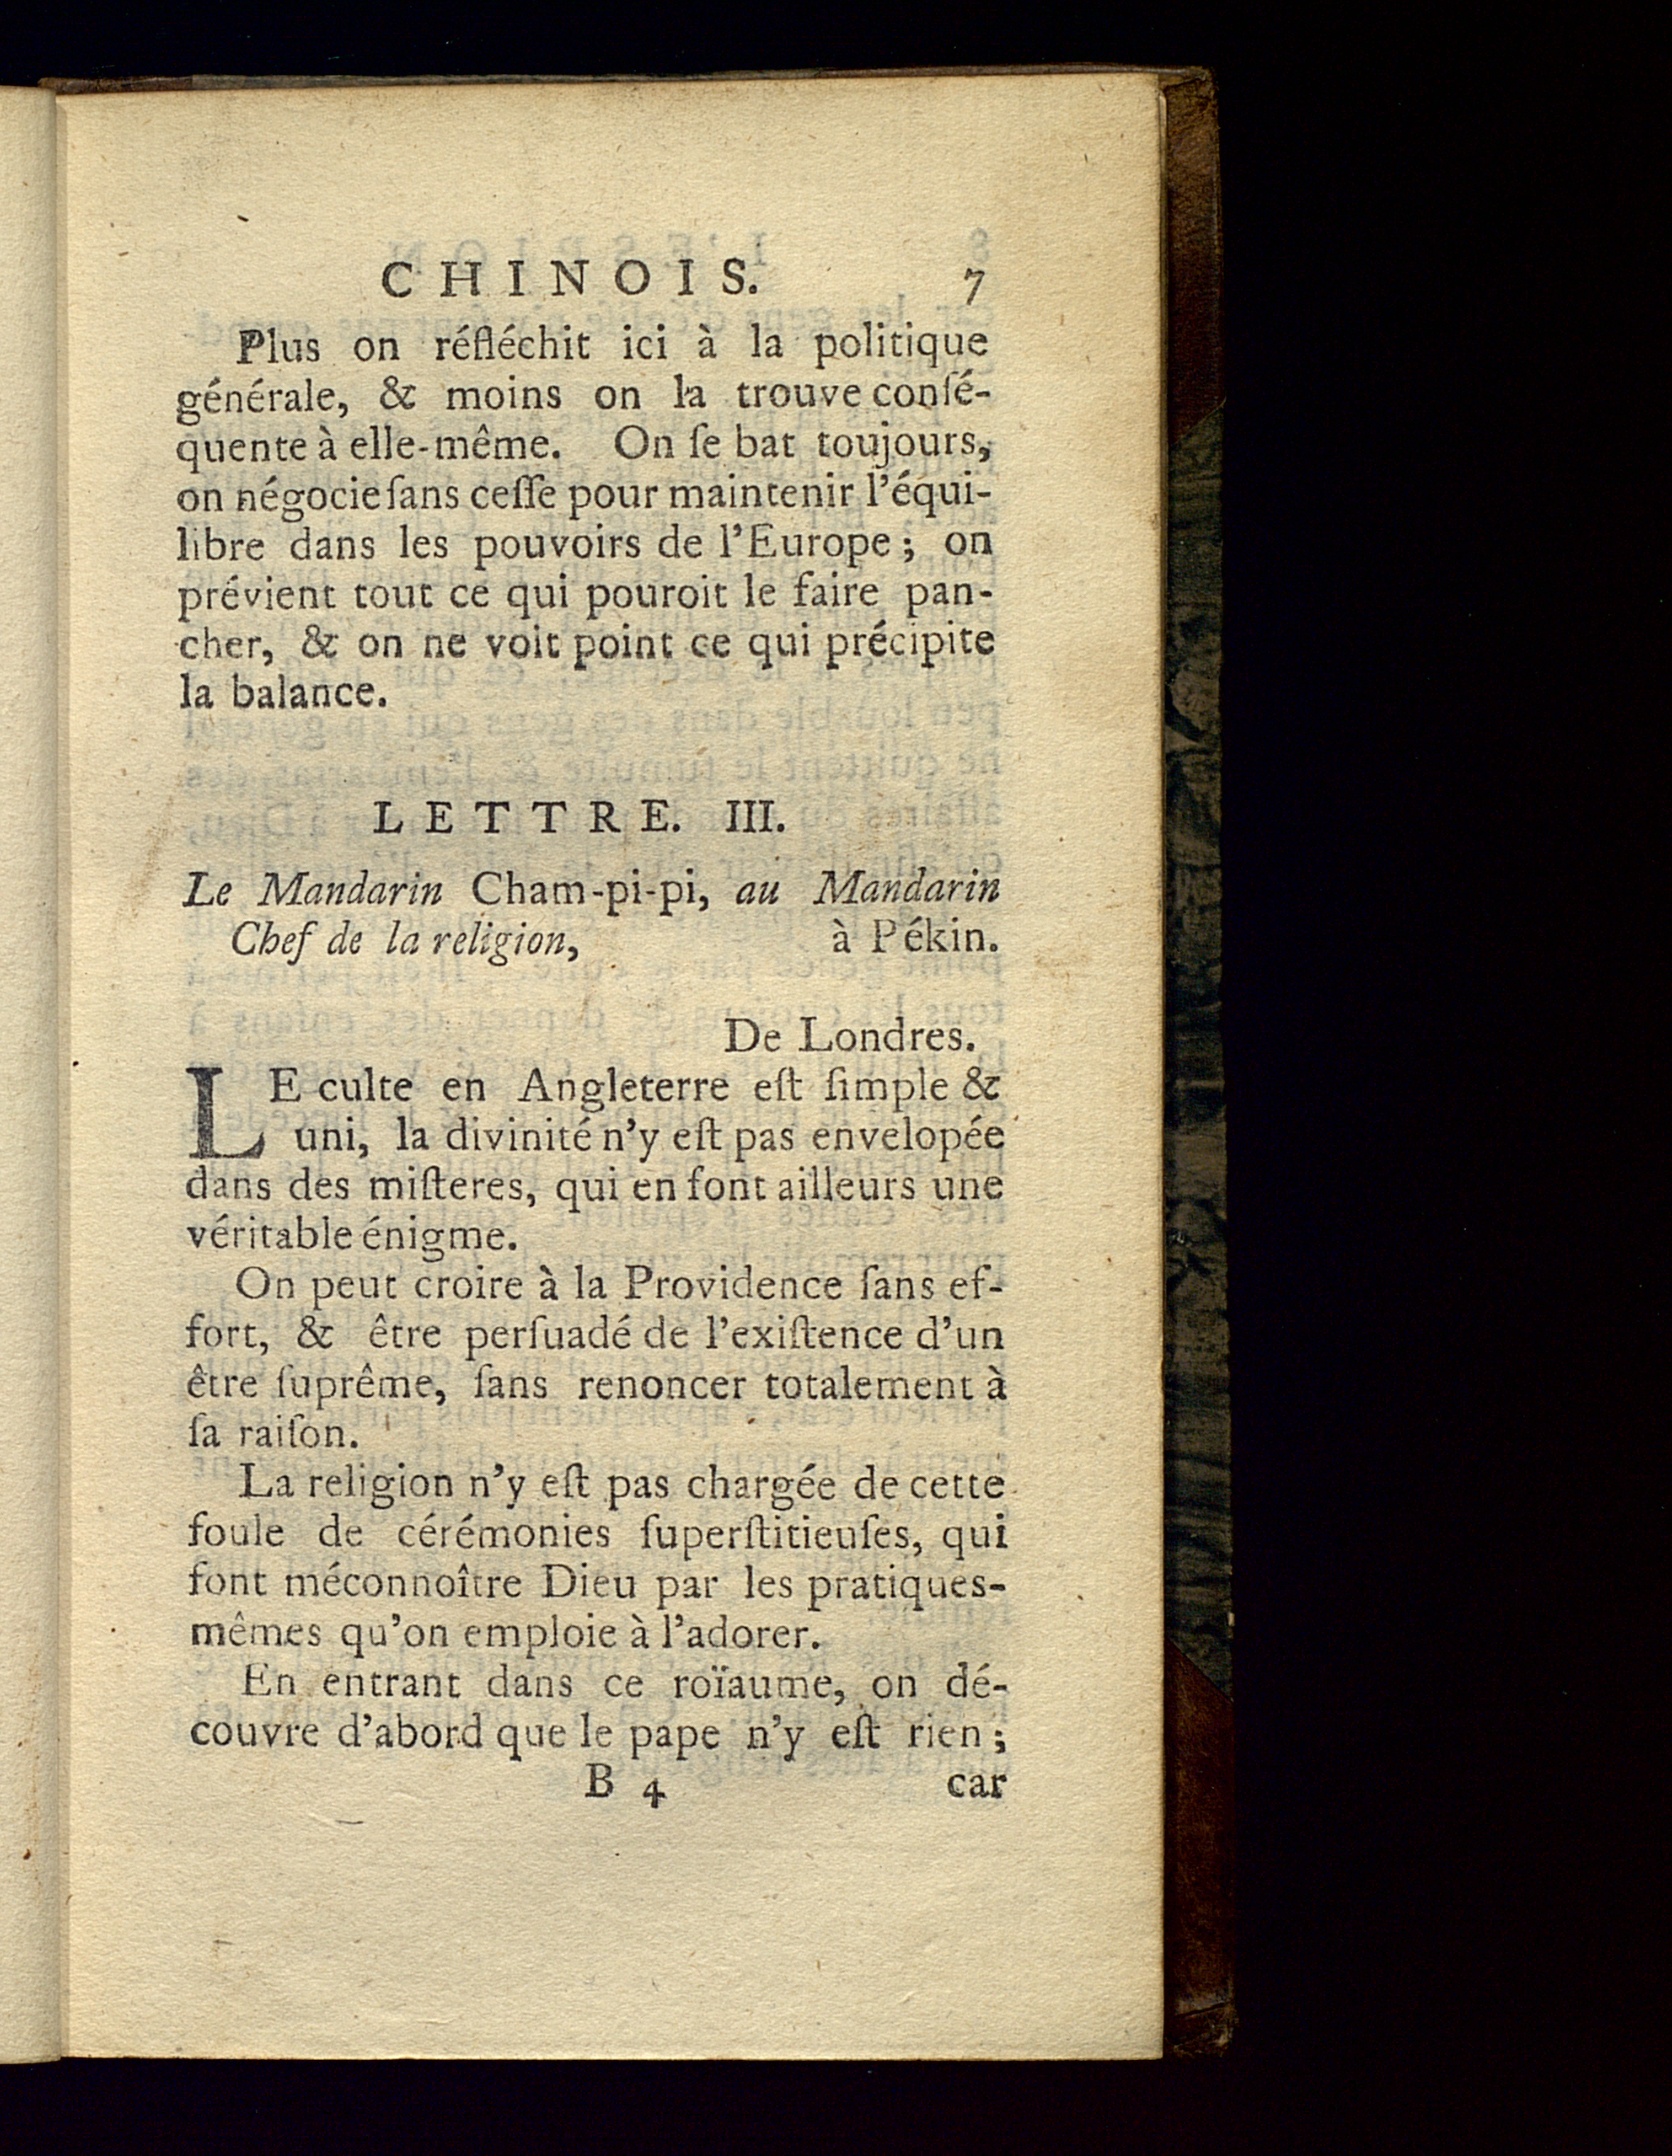 CHINOIS. 7
Plus on réfléchit ici à la politique
générale, & moins on la trouve conſé-
quente à elle-même. On ſe bat toujours,
on négocie ſans ceſſe pour maintenir l'équi-
libre dans les pouvoirs de l'Europe; on
prévient tout ce qui pouroit le faire pan-
cher, & on ne voit point ce qui précipite
la balance.
LETTRE. III.
Le Mandarin Cham-pi-pi, au Mandarin
Chef de la religion, à Pékin.
De Londres.
LE culte en Angleterre eſt ſimple &
uni, la divinité n'y eſt pas envelopée
dans des miſteres, qui en font ailleurs une
véritable énigme.
On peut croire à la Providence ſans ef-
fort, & être perſuadé de l'exiſtence d'un
être ſuprême, ſans renoncer totalement à
ſa raiſon.
La religion n'y eſt pas chargée de cette
foule de cérémonies ſuperſtitieuſes, qui
font méconnoître Dieu par les pratiques-
mêmes qu'on emploie à l'adorer.
En entrant dans ce roïaume, on dé-
couvre d'abord que le pape n'y eſt rien;
B 4 car